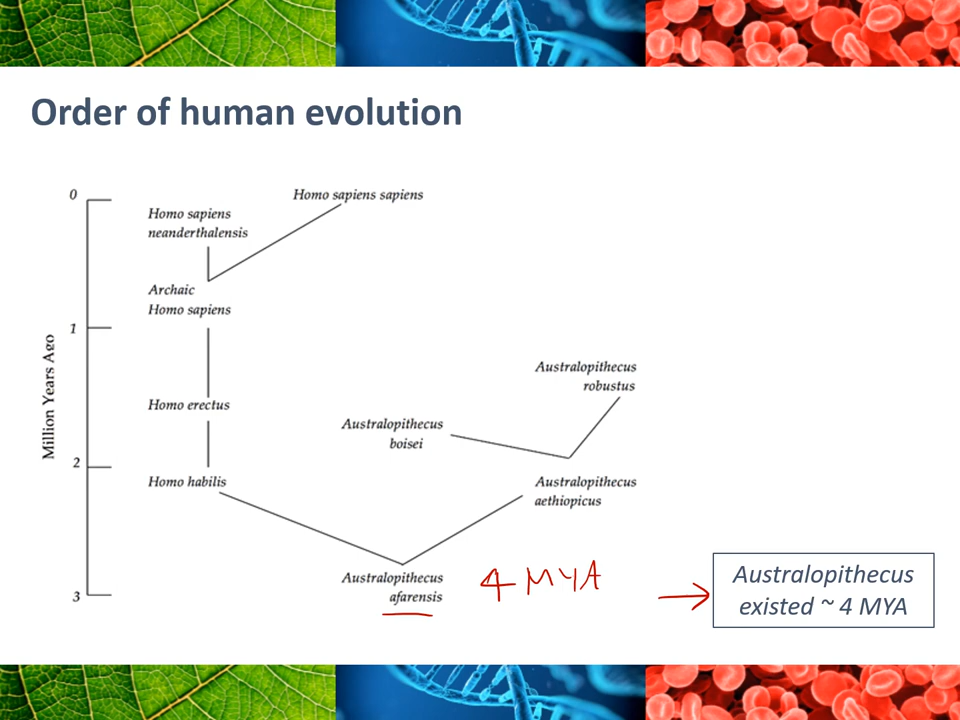 Order of human evolution
0
Homo sapiens sapiens
Homo sapiens
neanderthalensis
Archaic
Homo sapiens
1
Million Years Ago
Australopithecus
robustus
Homo erectus
Australopithecus
boisei
2
Homo habilis
Australopithecus
aethiopicus
Australopithecus
afarensis
4 MYA
3
Australopithecus
existed ~ 4 MYA